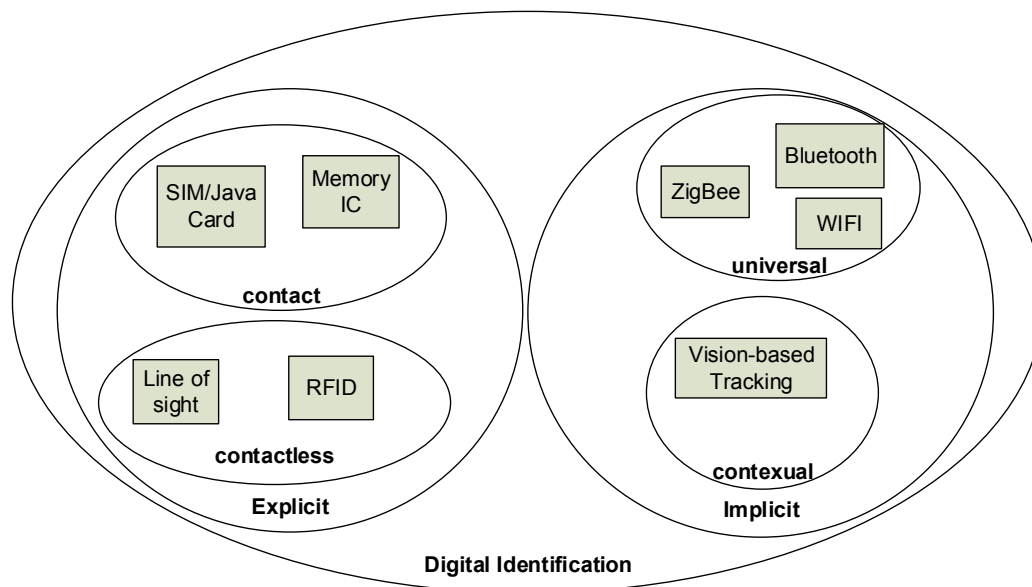 SIM/Java
Card
Memory
IC
contact
Line of
sight
RFID
contactless
Explicit
Bluetooth
ZigBee
WIFI
universal
Vision-based
Tracking
contexual
Implicit
Digital Identification